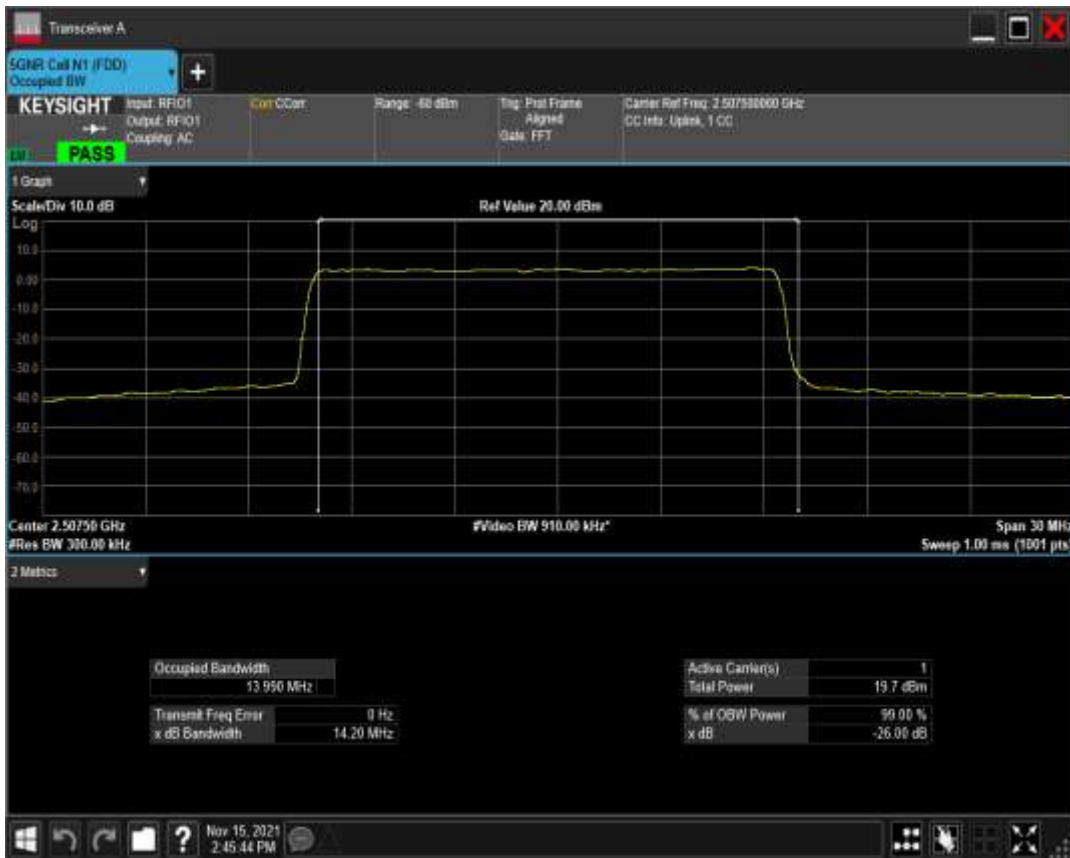 Transceiver A
5GNR Cell N1 (FDD)
Occupied BW
+
KEYSIGHT
Input: RFIO1
Output: RFIO1
Coupling: AC
Corr CCorr
Range: -60 dBm
Trig: Prot Frame
Aligned
Gate: FFT
Carrier Ref Freq: 2.507500000 GHz
CC Info: Uplink, 1 CC
PASS
1 Graph
Scale/Div 10.0 dB
Ref Value 20.00 dBm
Log
10.0
0.00
-10.0
-20.0
-30.0
-40.0
-50.0
-60.0
-70.0
Center 2.50750 GHz
#Video BW 910.00 kHz*
Span 30 MHz
#Res BW 300.00 kHz
Sweep 1.00 ms (1001 pts)
2 Metrics
Occupied Bandwidth
13.990 MHz
Transmit Freq Error 0 Hz
x dB Bandwidth 14.20 MHz
Active Carrier(s) 1
Total Power 19.7 dBm
% of OBW Power 99.00 %
x dB -26.00 dB
?
Nov 15, 2021
2:45:44 PM